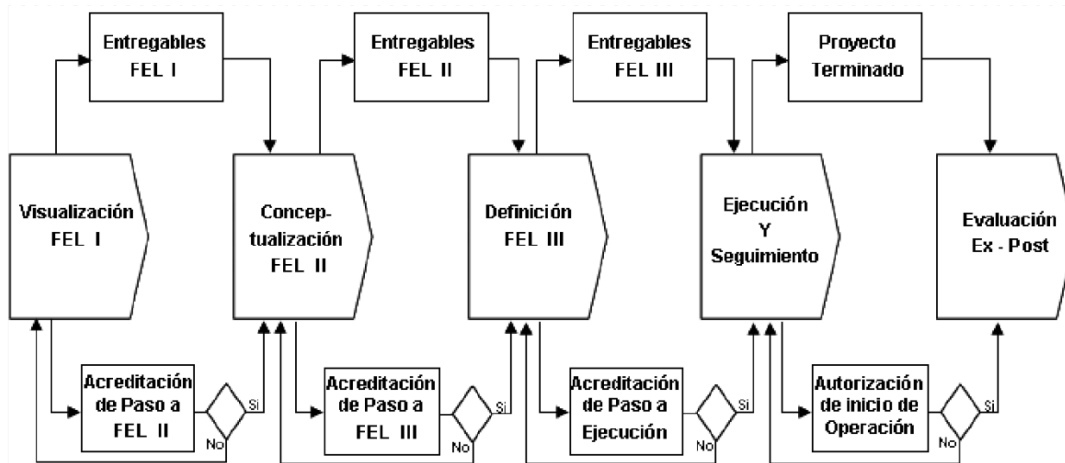 Entregables
FEL I
Entregables
FEL II
Entregables
FEL III
Proyecto
Terminado
Visualización
FEL I
Concep-
tualización
FEL II
Definición
FEL III
Ejecución
Y
Seguimiento
Evaluación
Ex - Post
Acreditación
de Paso a
FEL II
Si
No
Acreditación
de Paso a
FEL III
Si
No
Acreditación
de Paso a
Ejecución
Si
No
Autorización
de inicio de
Operación
Si
No